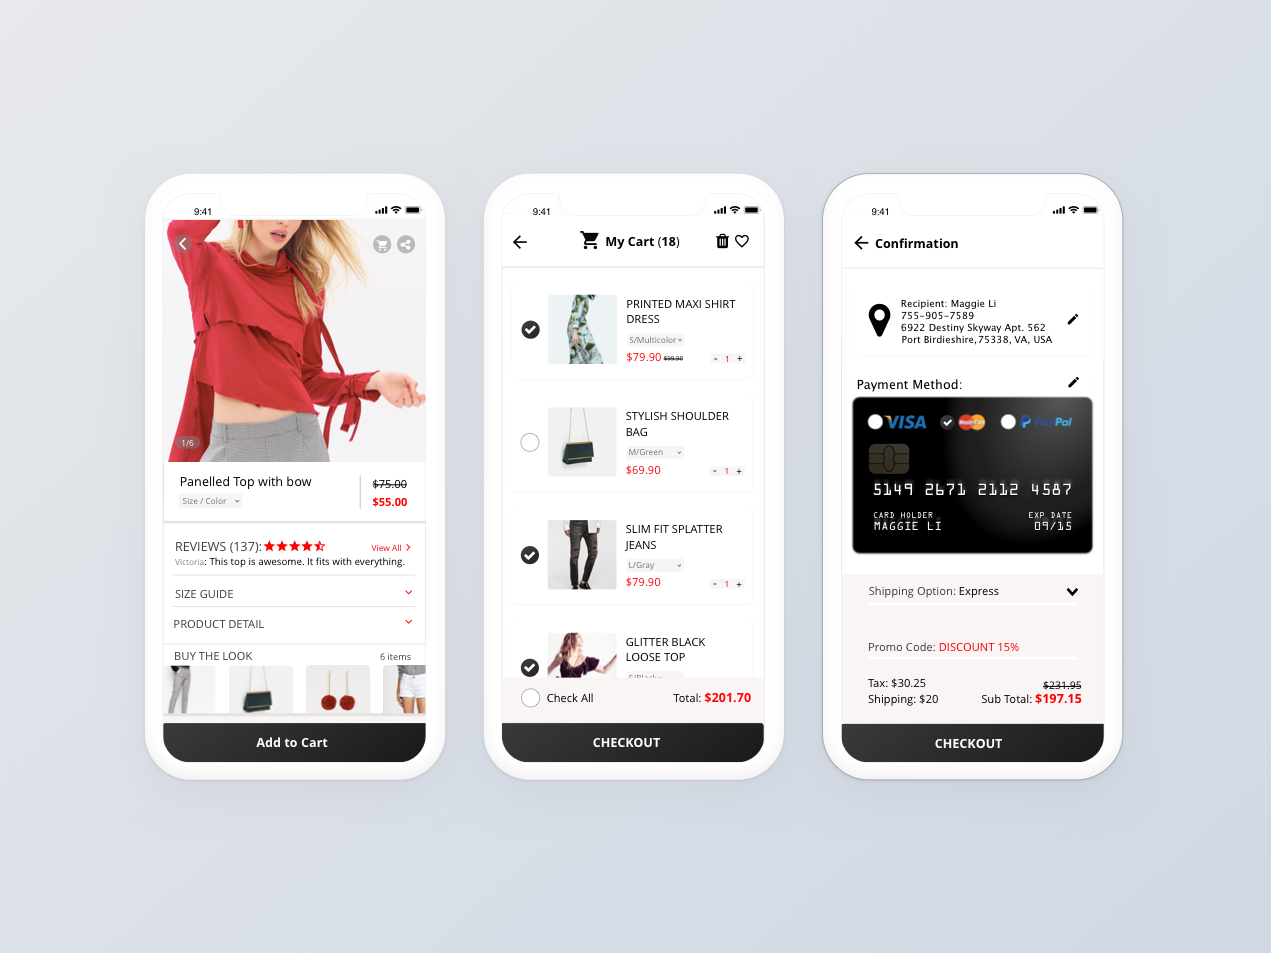 9:41
1/6
Panelled Top with bow
$75.00
Size / Color
$55.00
REVIEWS (137):
View All
Victoria: This top is awesome. It fits with everything.
SIZE GUIDE
PRODUCT DETAIL
BUY THE LOOK
6 items
Add to Cart
9:41
My Cart (18)
PRINTED MAXI SHIRT
DRESS
S/Multicolor
$79.90 $99.90
- 1 +
STYLISH SHOULDER
BAG
M/Green
$69.90
- 1 +
SLIM FIT SPLATTER
JEANS
L/Gray
$79.90
- 1 +
GLITTER BLACK
LOOSE TOP
S/Black
Check All
Total: $201.70
CHECKOUT
9:41
Confirmation
Recipient: Maggie Li
755-905-7589
6922 Destiny Skyway Apt. 562
Port Birdieshire,75338, VA, USA
Payment Method:
VISA
MasterCard
PayPal
5149 2671 2112 4587
CARD HOLDER
EXP DATE
MAGGIE LI
09/15
Shipping Option: Express
Promo Code: DISCOUNT 15%
Tax: $30.25
$231.95
Shipping: $20
Sub Total: $197.15
CHECKOUT